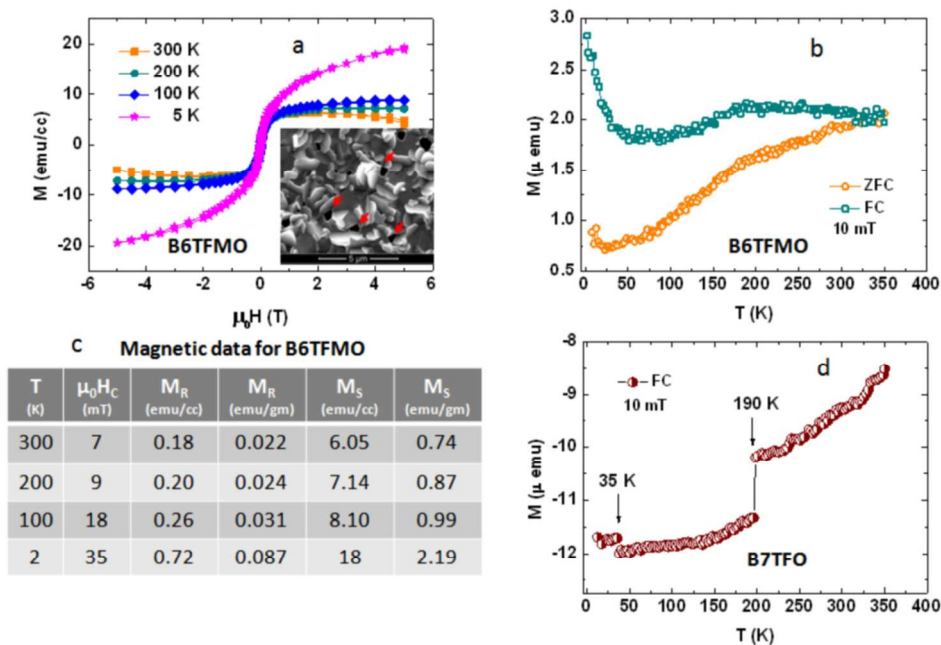 a
300 K
200 K
100 K
5 K
M (emu/cc)
20
10
0
-10
-20
B6TFMO
5 μm
-6 -4 -2 0 2 4 6
μ₀H (T)
b
M (μ emu)
3.0
2.5
2.0
1.5
1.0
0.5
ZFC
FC
10 mT
B6TFMO
0 50 100 150 200 250 300 350 400
T (K)
c Magnetic data for B6TFMO
T μ₀H_C M_R M_R M_S M_S
(K) (mT) (emu/cc) (emu/gm) (emu/cc) (emu/gm)
300 7 0.18 0.022 6.05 0.74
200 9 0.20 0.024 7.14 0.87
100 18 0.26 0.031 8.10 0.99
2 35 0.72 0.087 18 2.19
d
M (μ emu)
-8
-9
-10
-11
-12
FC
10 mT
190 K
35 K
B7TFO
0 50 100 150 200 250 300 350 400
T (K)